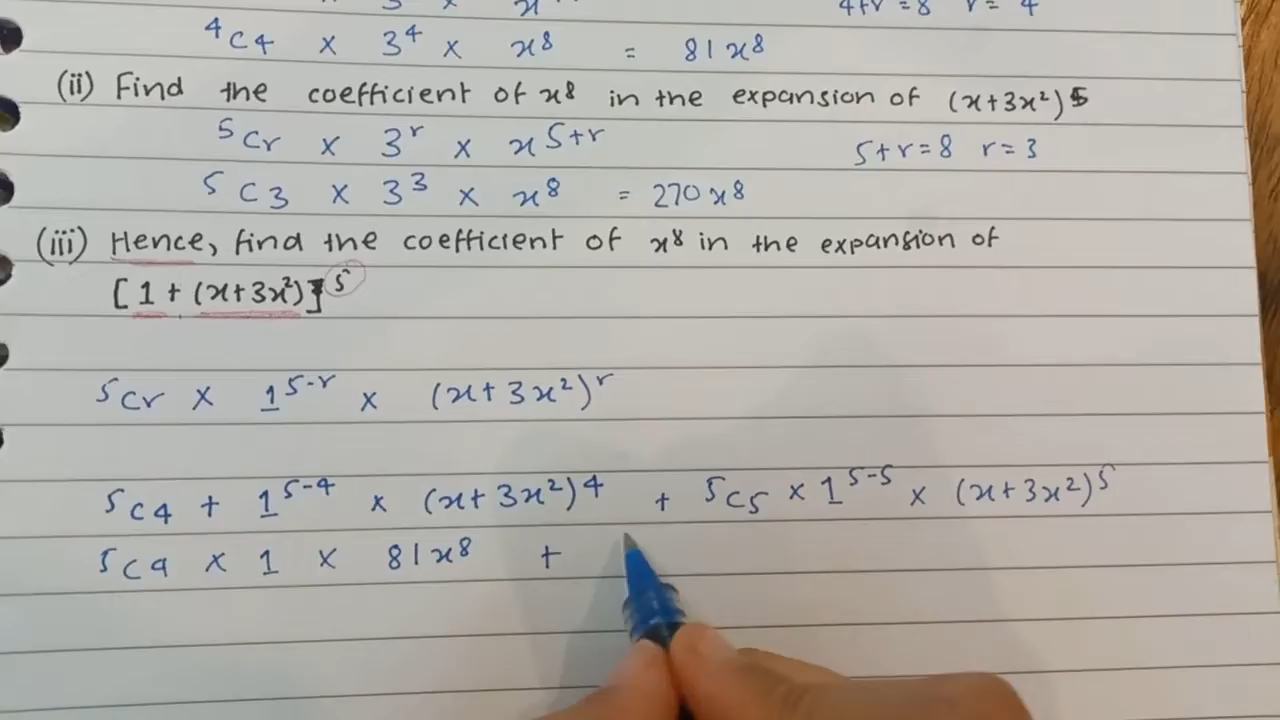 4+r = 8 r = 4
⁴C₄ × 3⁴ × x⁸ = 81x⁸
(ii) Find the coefficient of x⁸ in the expansion of (x+3x²)⁵
⁵Cr × 3ʳ × x⁵⁺ʳ 5+r=8 r=3
⁵C₃ × 3³ × x⁸ = 270x⁸
(iii) Hence, find the coefficient of x⁸ in the expansion of
[1 + (x+3x²)]⁵
⁵Cr × 1⁵⁻ʳ × (x+3x²)ʳ
⁵C₄ + 1⁵⁻⁴ × (x+3x²)⁴ + ⁵C₅ × 1⁵⁻⁵ × (x+3x²)⁵
⁵C₄ × 1 × 81x⁸ +